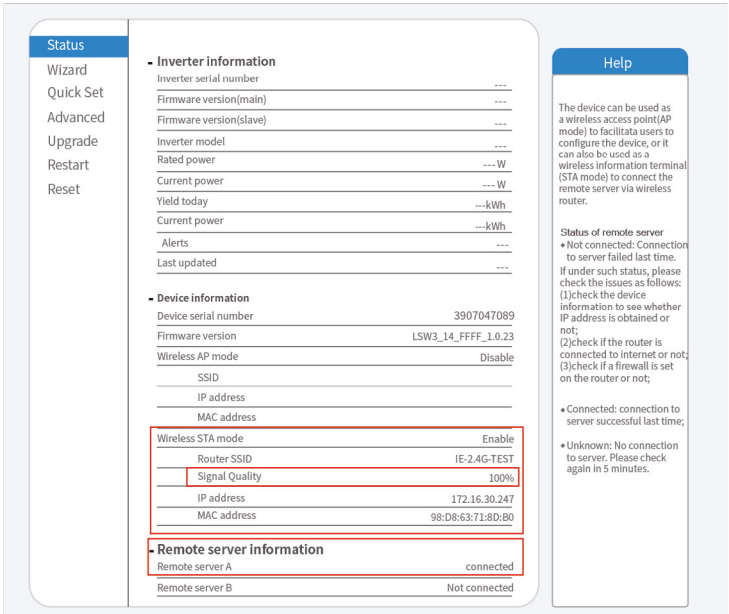 Status
Wizard
Quick Set
Advanced
Upgrade
Restart
Reset
- Inverter information
Inverter serial number ---
Firmware version(main) ---
Firmware version(slave) ---
Inverter model ---
Rated power --- W
Current power --- W
Yield today ---kWh
Current power ---kWh
Alerts ---
Last updated ---
- Device information
Device serial number 3907047089
Firmware version LSW3_14_FFFF_1.0.23
Wireless AP mode Disable
SSID
IP address
MAC address
Wireless STA mode Enable
Router SSID IE-2.4G-TEST
Signal Quality 100%
IP address 172.16.30.247
MAC address 98:D8:63:71:8D:B0
- Remote server information
Remote server A connected
Remote server B Not connected
Help
The device can be used as
a wireless access point(AP
mode) to facilitata users to
configure the device, or it
can also be used as a
wireless information terminal
(STA mode) to connect the
remote server via wireless
router.
Status of remote server
◆Not connected: Connection
to server failed last time.
If under such status, please
check the issues as follows:
(1)check the device
information to see whether
IP address is obtained or
not;
(2)check if the router is
connected to internet or not;
(3)check if a firewall is set
on the router or not;
◆Connected: connection to
server successful last time;
◆Unknown: No connection
to server. Please check
again in 5 minutes.